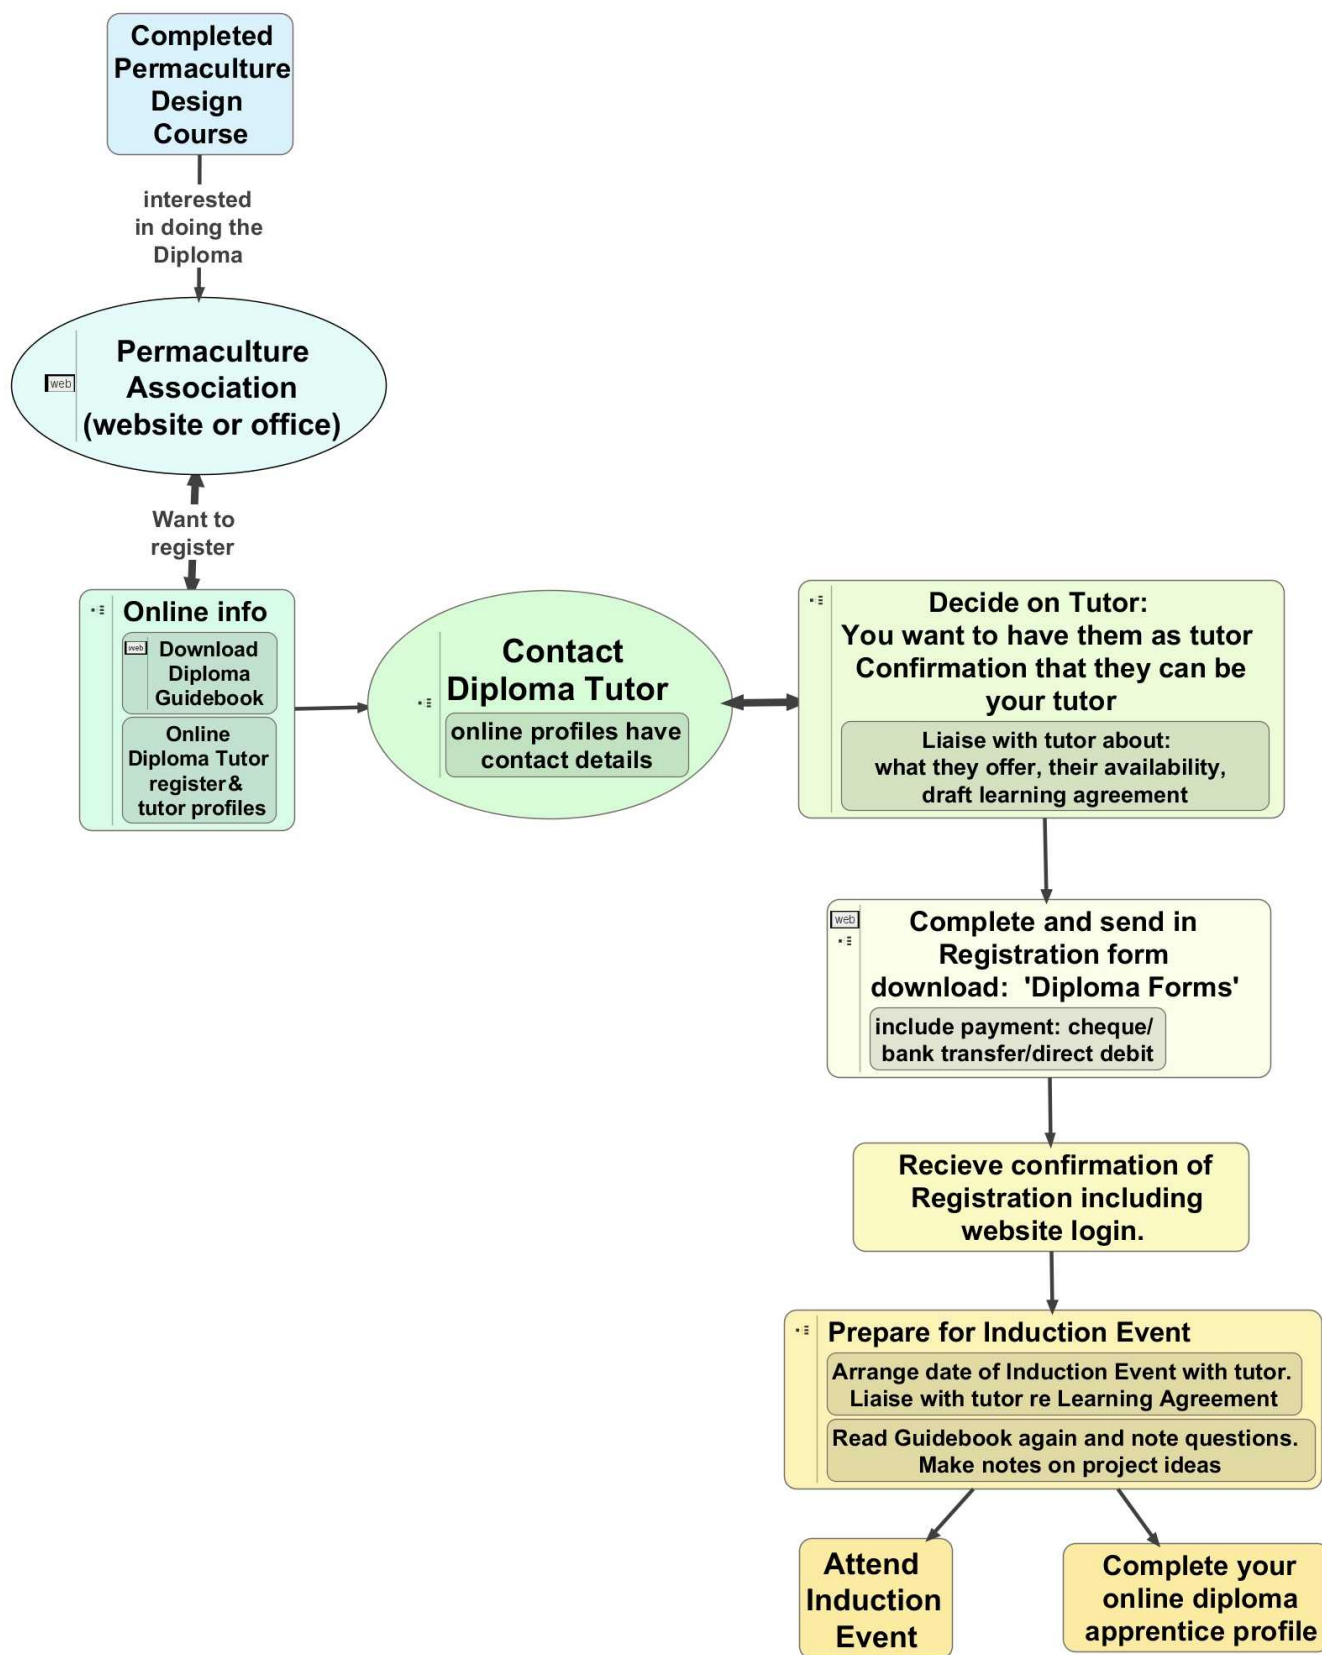 Completed
Permaculture
Design
Course
interested
in doing the
Diploma
web
Permaculture
Association
(website or office)
Want to
register
Online info
web
Download
Diploma
Guidebook
Online
Diploma Tutor
register&
tutor profiles
Contact
Diploma Tutor
online profiles have
contact details
Decide on Tutor:
You want to have them as tutor
Confirmation that they can be
your tutor
Liaise with tutor about:
what they offer, their availability,
draft learning agreement
web
Complete and send in
Registration form
download: 'Diploma Forms'
include payment: cheque/
bank transfer/direct debit
Recieve confirmation of
Registration including
website login.
Prepare for Induction Event
Arrange date of Induction Event with tutor.
Liaise with tutor re Learning Agreement
Read Guidebook again and note questions.
Make notes on project ideas
Attend
Induction
Event
Complete your
online diploma
apprentice profile